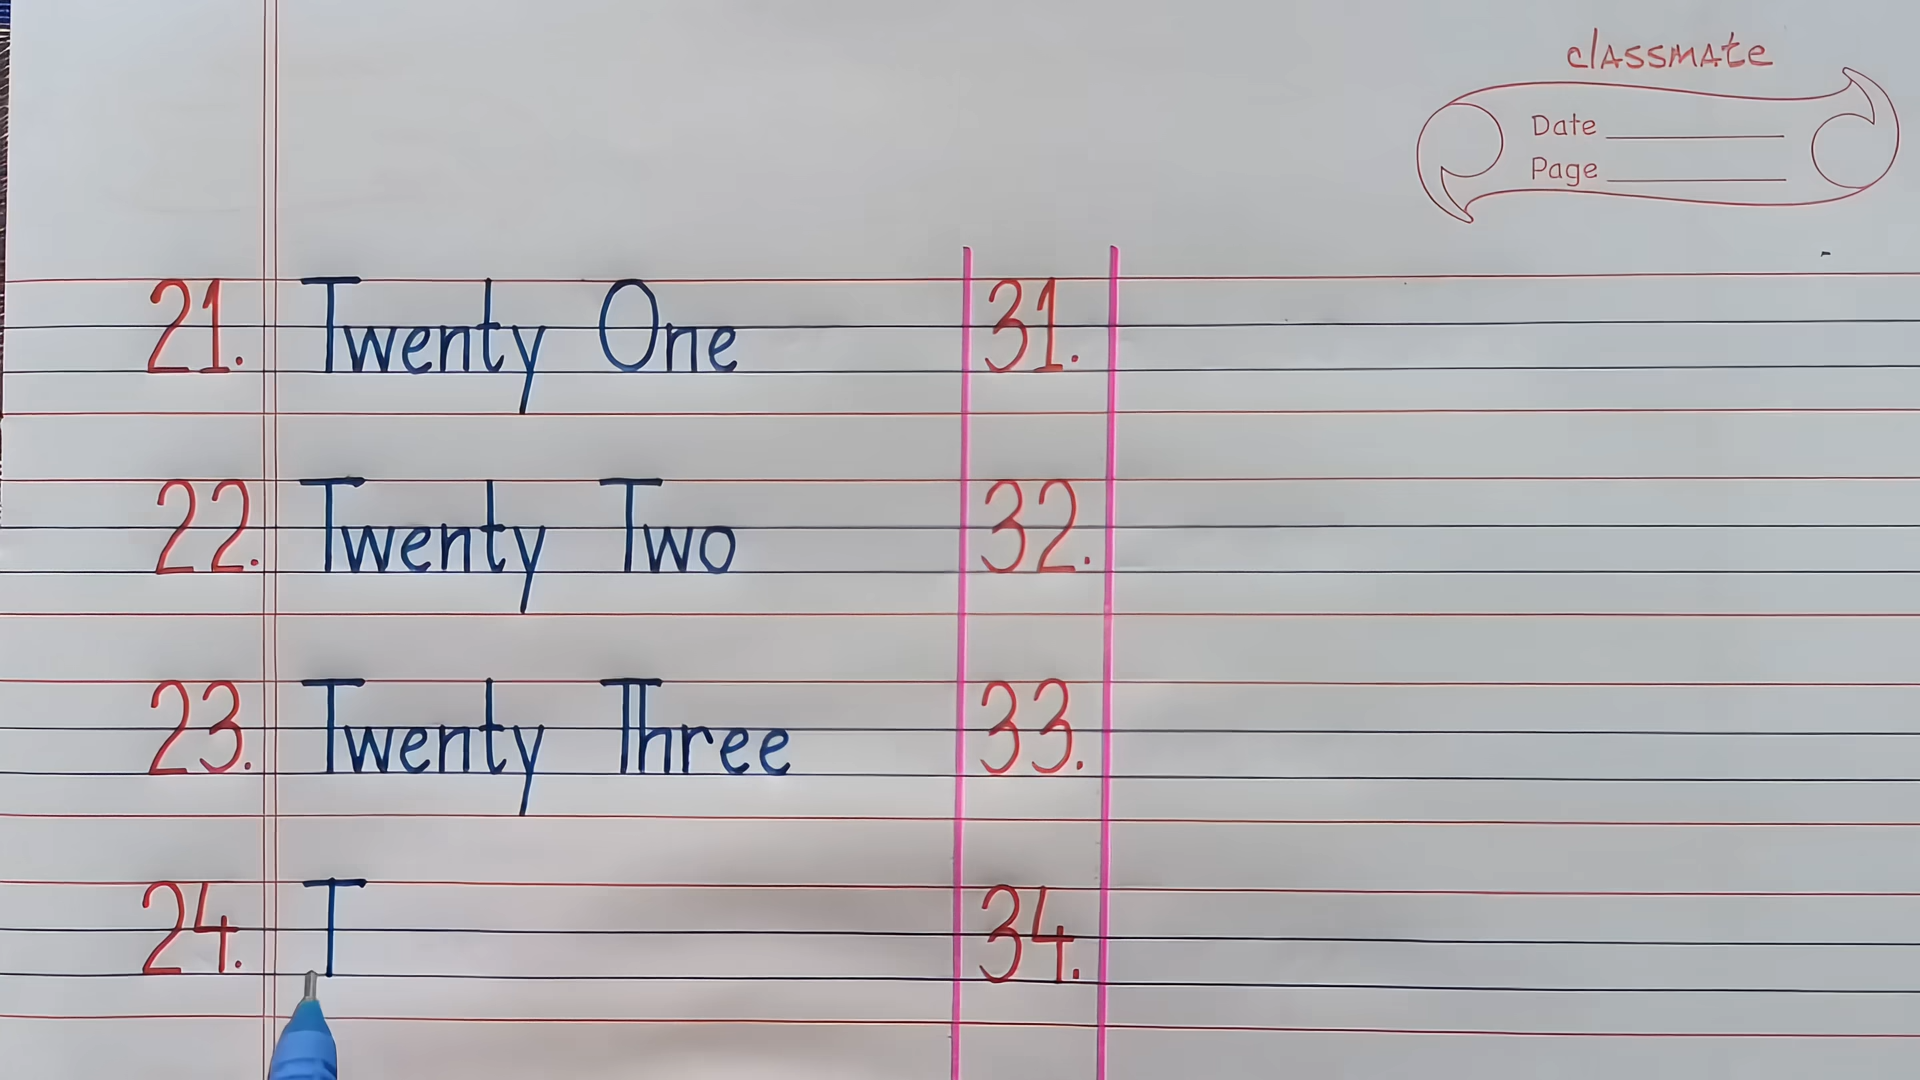 classmate
Date
Page
21. Twenty One 31.
22. Twenty Two 32.
23. Twenty Three 33.
24. T 34.